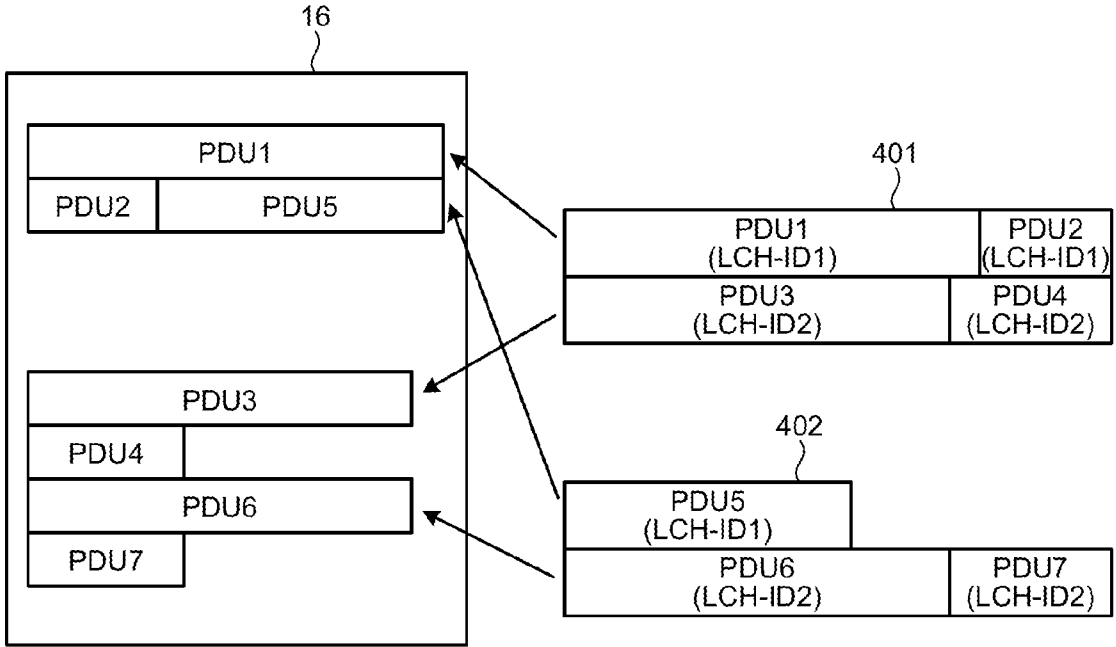 16
PDU1
PDU2 PDU5
PDU3
PDU4
PDU6
PDU7
401
PDU1 PDU2
(LCH-ID1) (LCH-ID1)
PDU3 PDU4
(LCH-ID2) (LCH-ID2)
402
PDU5
(LCH-ID1)
PDU6 PDU7
(LCH-ID2) (LCH-ID2)